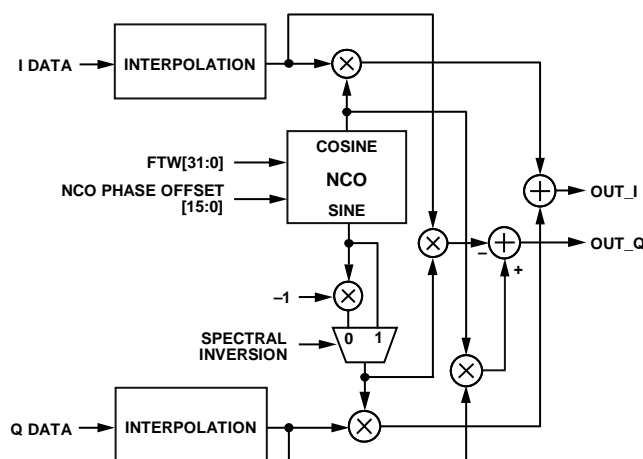 I DATA
INTERPOLATION
COSINE
FTW[31:0]
NCO
NCO PHASE OFFSET
[15:0]
SINE
OUT_I
OUT_Q
–
+
–1
0 1
SPECTRAL
INVERSION
Q DATA
INTERPOLATION